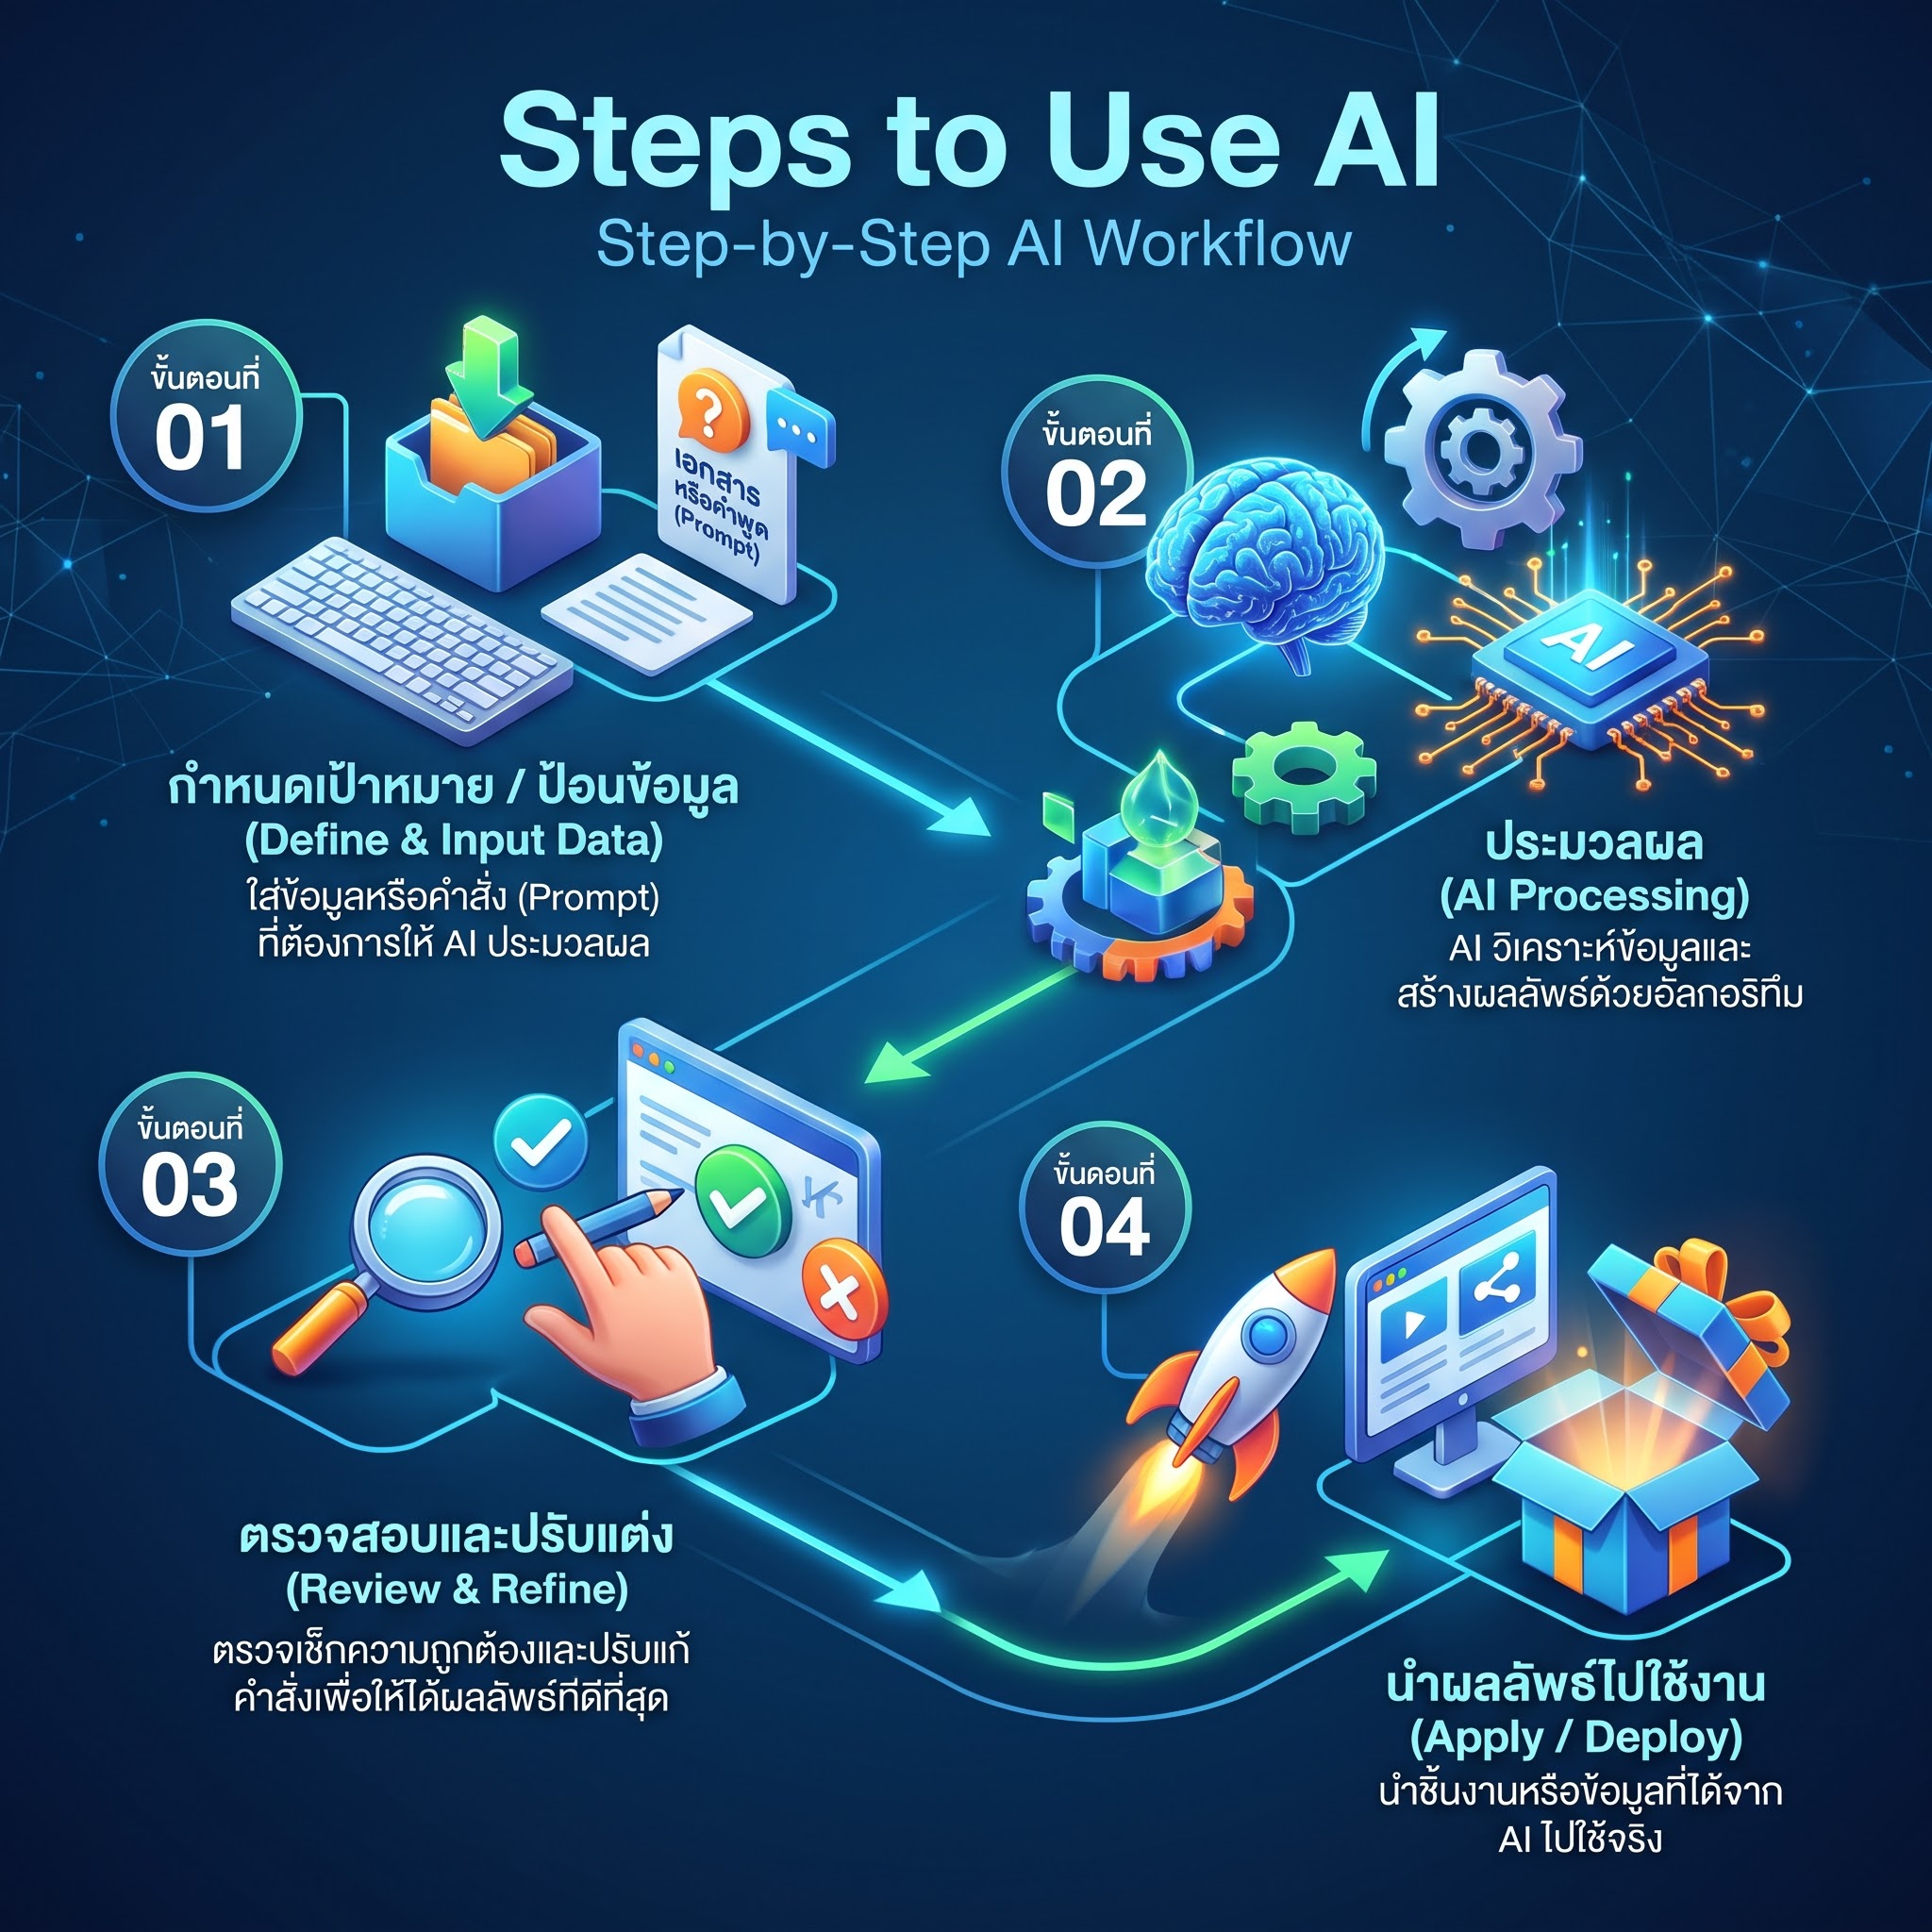 Steps to Use AI
Step-by-Step AI Workflow
ขั้นตอนที่
01
?
เอกสาร
หรือคำพูด
(Prompt)
กำหนดเป้าหมาย / ป้อนข้อมูล
(Define & Input Data)
ใส่ข้อมูลหรือคำสั่ง (Prompt)
ที่ต้องการให้ AI ประมวลผล
ขั้นตอนที่
02
AI
ประมวลผล
(AI Processing)
AI วิเคราะห์ข้อมูลและ
สร้างผลลัพธ์ด้วยอัลกอริทึม
ขั้นตอนที่
03
ตรวจสอบและปรับแต่ง
(Review & Refine)
ตรวจเช็กความถูกต้องและปรับแก้
คำสั่งเพื่อให้ได้ผลลัพธ์ที่ดีที่สุด
ขั้นดอนที่
04
นำผลลัพธ์ไปใช้งาน
(Apply / Deploy)
นำชิ้นงานหรือข้อมูลที่ได้จาก
AI ไปใช้จริง